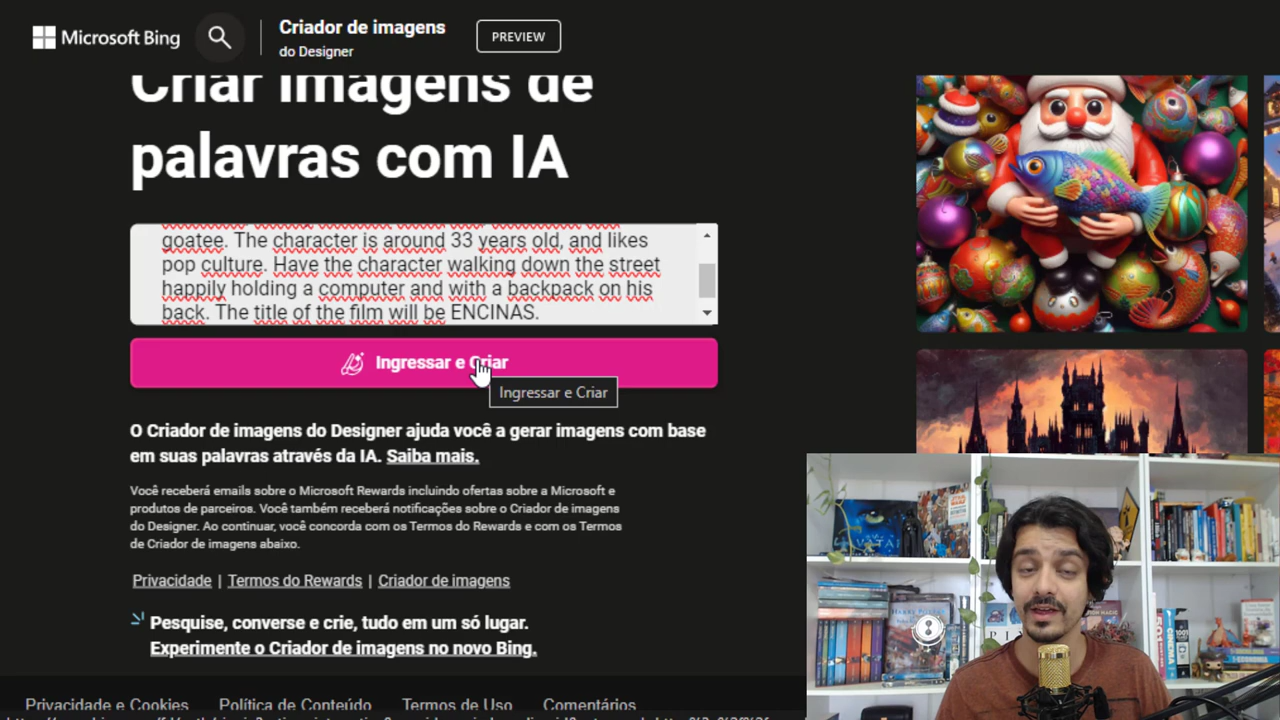 Microsoft Bing
Criador de imagens
do Designer
PREVIEW
Criar imagens de
palavras com IA
goatee. The character is around 33 years old, and likes
pop culture. Have the character walking down the street
happily holding a computer and with a backpack on his
back. The title of the film will be ENCINAS.
Ingressar e Criar
Ingressar e Criar
O Criador de imagens do Designer ajuda você a gerar imagens com base
em suas palavras através da IA. Saiba mais.
Você receberá emails sobre o Microsoft Rewards incluindo ofertas sobre a Microsoft e
produtos de parceiros. Você também receberá notificações sobre o Criador de imagens
do Designer. Ao continuar, você concorda com os Termos do Rewards e com os Termos
de Criador de imagens abaixo.
Privacidade | Termos do Rewards | Criador de imagens
Pesquise, converse e crie, tudo em um só lugar.
Experimente o Criador de imagens no novo Bing.
Privacidade e Cookies
Política de Conteúdo
Termos de Uso
Comentários